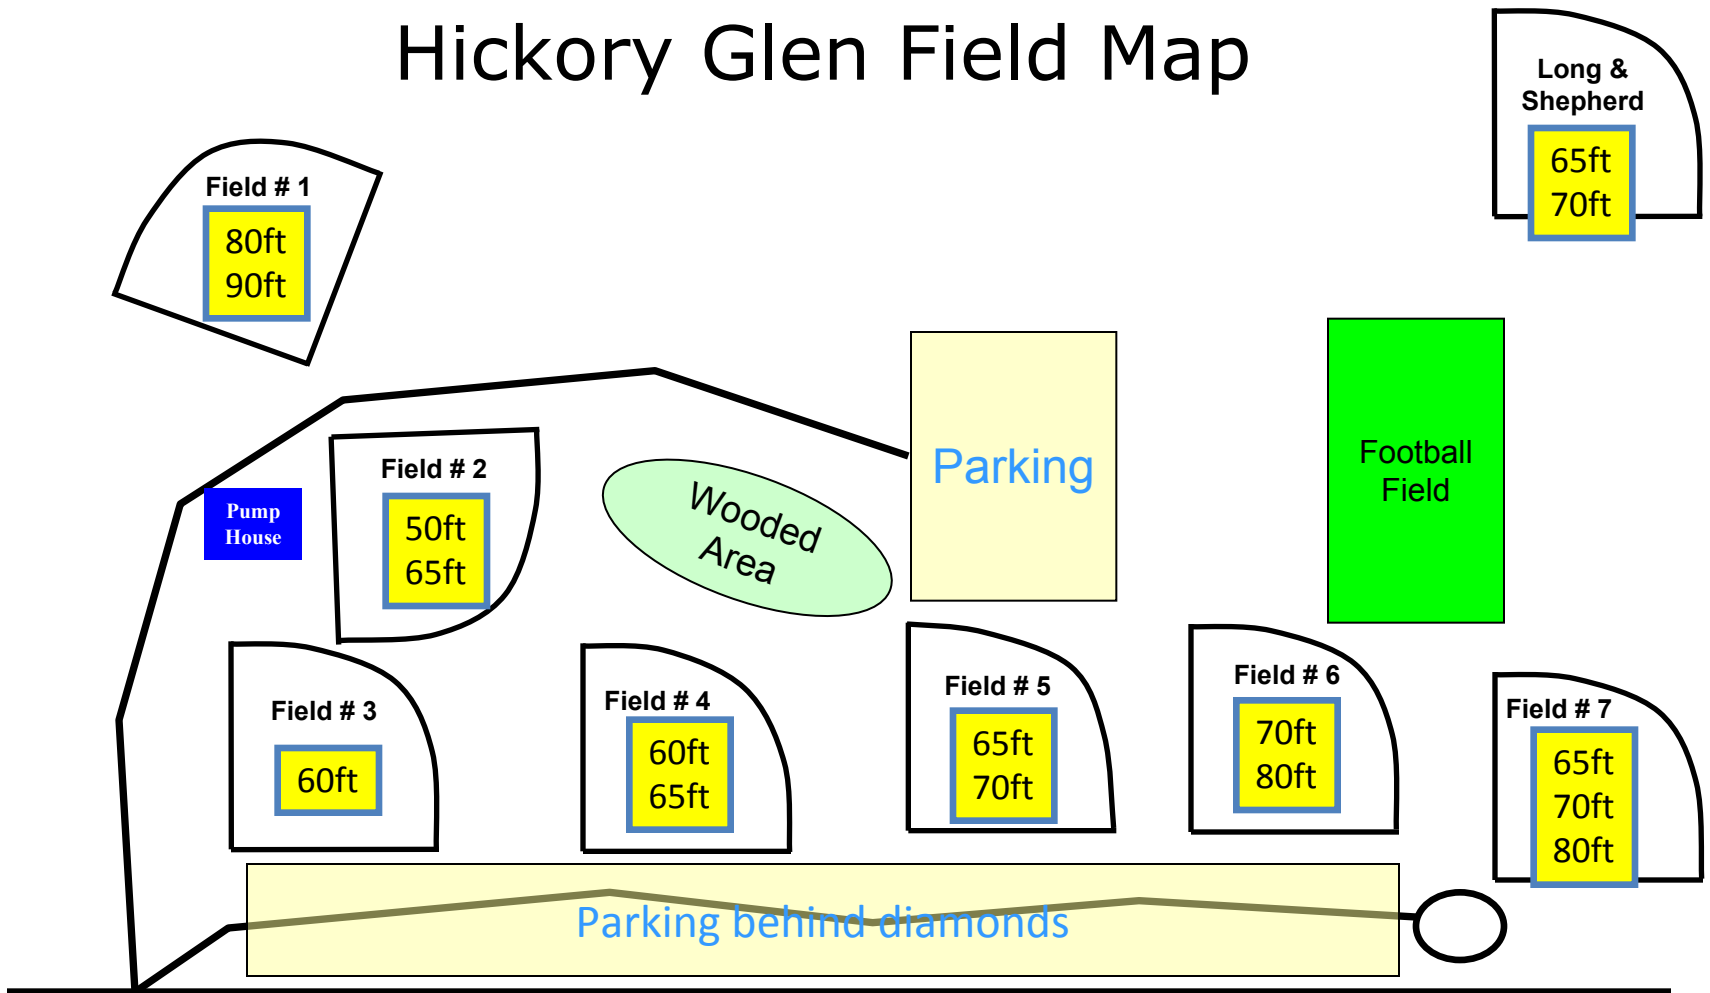 Hickory Glen Field Map
Long &
Shepherd
65ft
70ft
Field # 1
80ft
90ft
Field # 2
50ft
65ft
Pump
House
Wooded
Area
Parking
Football
Field
Field # 3
60ft
Field # 4
60ft
65ft
Field # 5
65ft
70ft
Field # 6
70ft
80ft
Field # 7
65ft
70ft
80ft
Parking behind diamonds